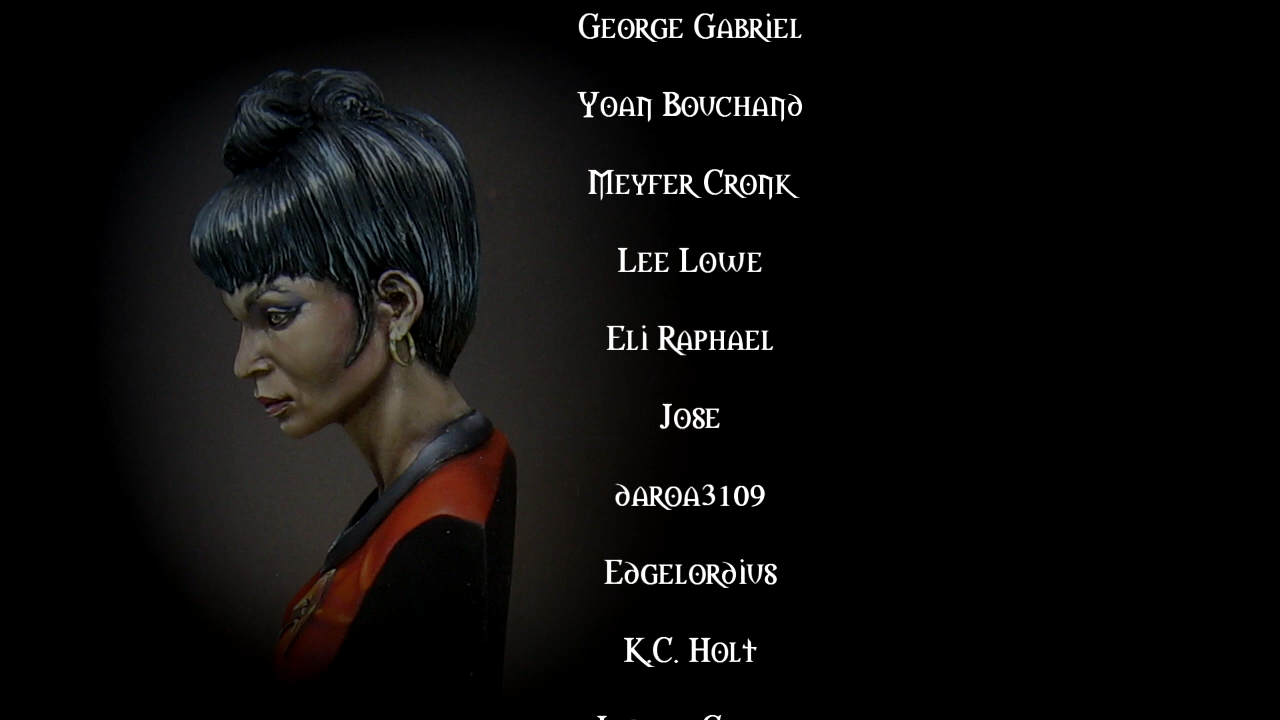 George Gabriel
Yoan Bouchand
Meyfer Cronk
Lee Lowe
Eli Raphael
Jose
daroa3109
Edgelordius
K.C. Holt